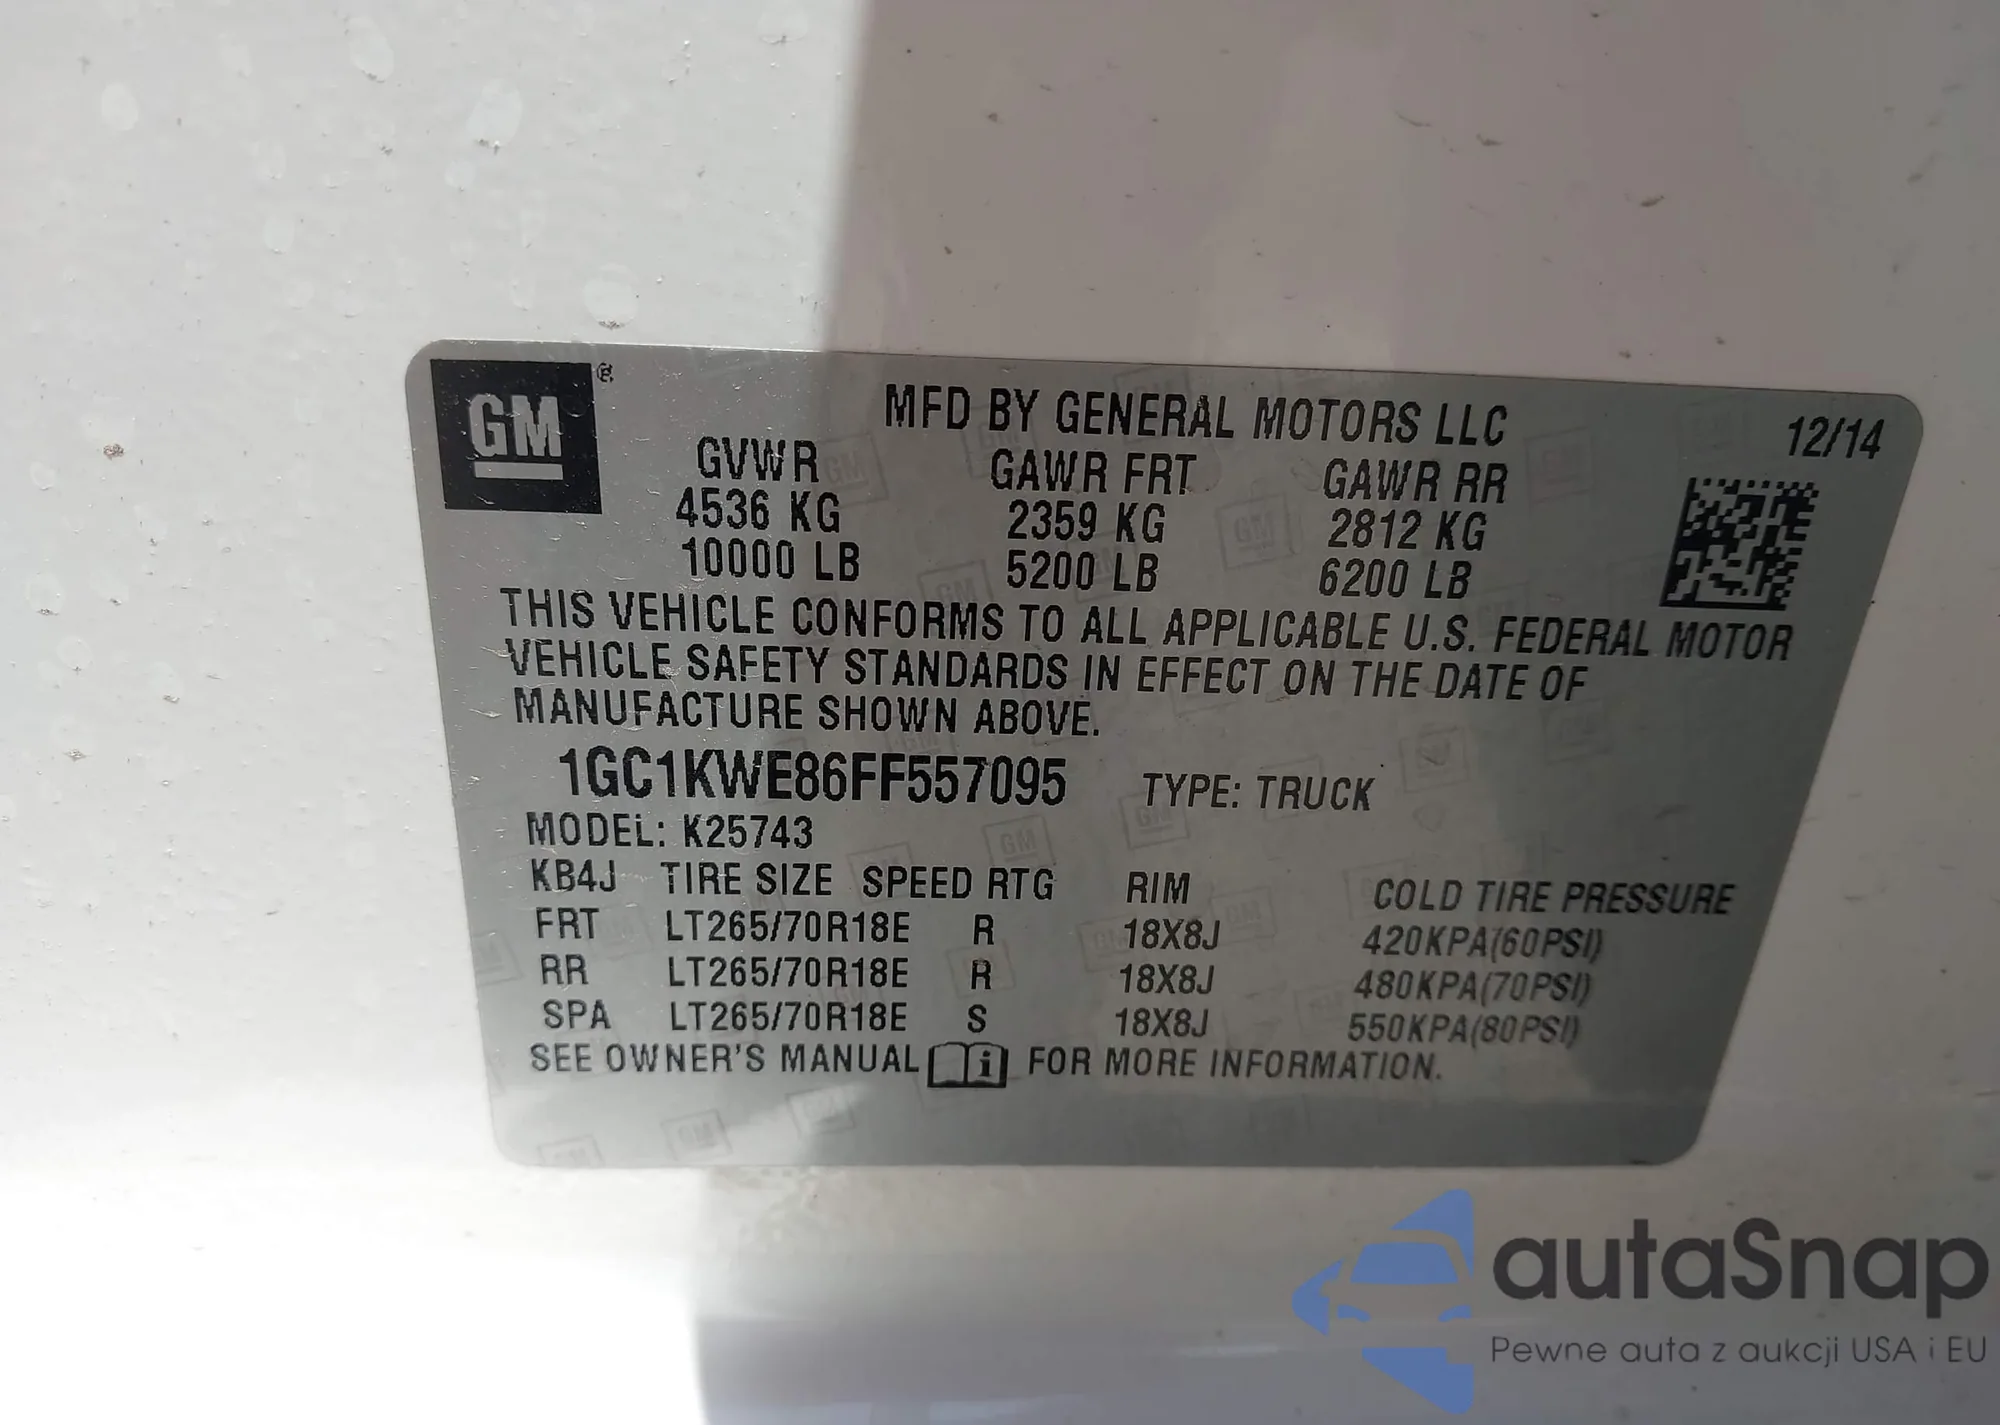 GM ®
MFD BY GENERAL MOTORS LLC 12/14
GVWR GAWR FRT GAWR RR
4536 KG 2359 KG 2812 KG
10000 LB 5200 LB 6200 LB
THIS VEHICLE CONFORMS TO ALL APPLICABLE U.S. FEDERAL MOTOR
VEHICLE SAFETY STANDARDS IN EFFECT ON THE DATE OF
MANUFACTURE SHOWN ABOVE.
1GC1KWE86FF557095 TYPE: TRUCK
MODEL: K25743
KB4J TIRE SIZE SPEED RTG RIM COLD TIRE PRESSURE
FRT LT265/70R18E R 18X8J 420KPA(60PSI)
RR LT265/70R18E R 18X8J 480KPA(70PSI)
SPA LT265/70R18E S 18X8J 550KPA(80PSI)
SEE OWNER'S MANUAL i FOR MORE INFORMATION.
autaSnap
Pewne auta z aukcji USA i EU